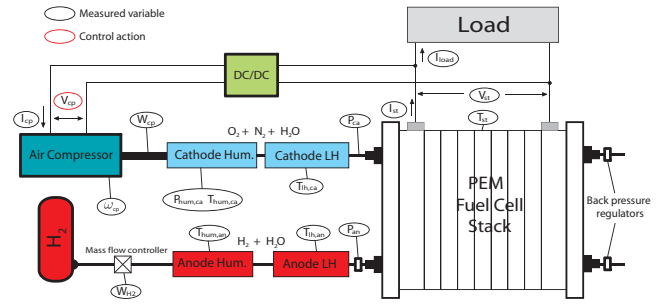 Measured variable
Control action
Load
DC/DC
I_load
V_cp
I_cp
I_st
V_st
W_cp
O₂ + N₂ + H₂O
P_ca
T_st
Air Compressor
Cathode Hum.
Cathode LH
P_hum,ca T_hum,ca
T_lh,ca
ω_cp
PEM
Fuel Cell
Stack
Back pressure
regulators
H₂
Mass flow controller
T_hum,an
H₂ + H₂O
T_lh,an
P_an
Anode Hum.
Anode LH
W_H2